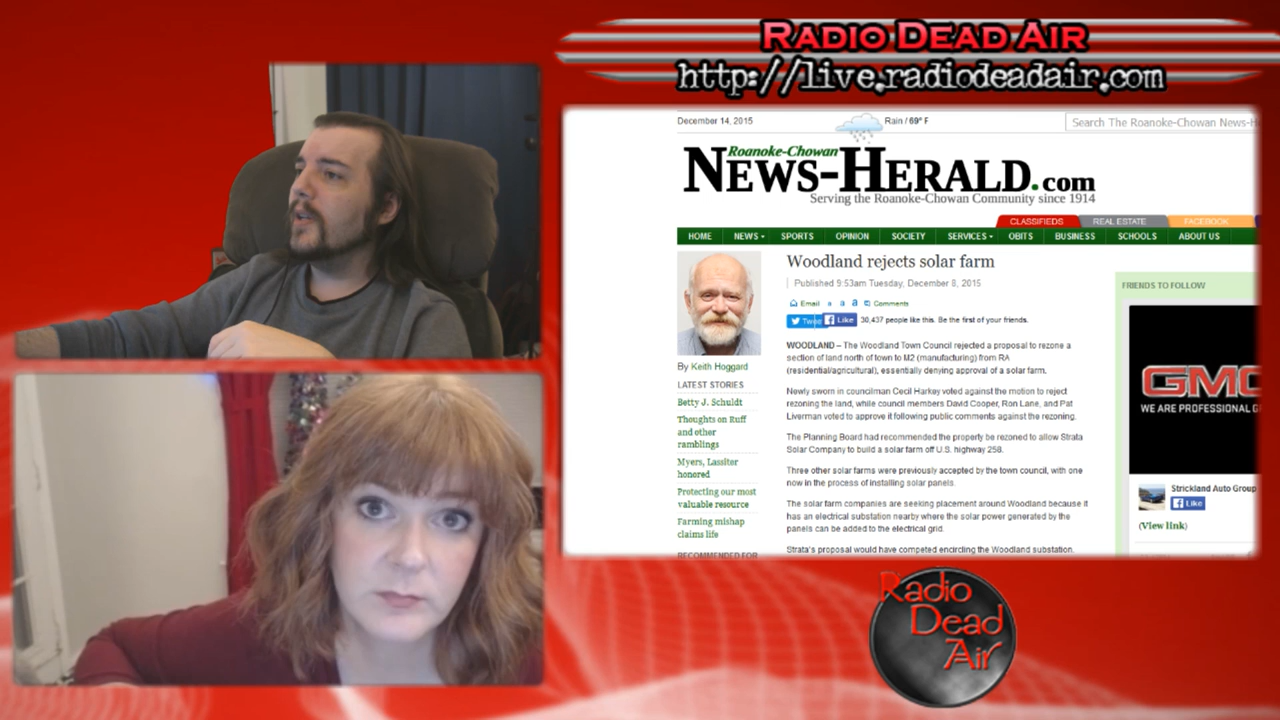 RADIO DEAD AIR
http://live.radiodeadair.com
December 14, 2015
Rain / 69° F
Search The Roanoke-Chowan News-H
Roanoke-Chowan
NEWS-HERALD.com
Serving the Roanoke-Chowan Community since 1914
CLASSIFIEDS
REAL ESTATE
FACEBOOK
HOME
NEWS
SPORTS
OPINION
SOCIETY
SERVICES
OBITS
BUSINESS
SCHOOLS
ABOUT US
Woodland rejects solar farm
Published 9:53am Tuesday, December 8, 2015
Email a a a Comments
Twee
Like
30,437 people like this. Be the first of your friends.
WOODLAND – The Woodland Town Council rejected a proposal to rezone a
section of land north of town to M2 (manufacturing) from RA
(residential/agricultural), essentially denying approval of a solar farm.
Newly sworn in councilman Cecil Harkey voted against the motion to reject
rezoning the land, while council members David Cooper, Ron Lane, and Pat
Liverman voted to approve it following public comments against the rezoning.
The Planning Board had recommended the property be rezoned to allow Strata
Solar Company to build a solar farm off U.S. highway 258.
Three other solar farms were previously accepted by the town council, with one
now in the process of installing solar panels.
The solar farm companies are seeking placement around Woodland because it
has an electrical substation nearby where the solar power generated by the
panels can be added to the electrical grid.
Strata's proposal would have competed encircling the Woodland substation.
By Keith Hoggard
LATEST STORIES
Betty J. Schuldt
Thoughts on Ruff
and other
ramblings
Myers, Lassiter
honored
Protecting our most
valuable resource
Farming mishap
claims life
RECOMMENDED FOR
FRIENDS TO FOLLOW
GMC
WE ARE PROFESSIONAL G
Strickland Auto Group
Like
(View link)
Radio
Dead
Air